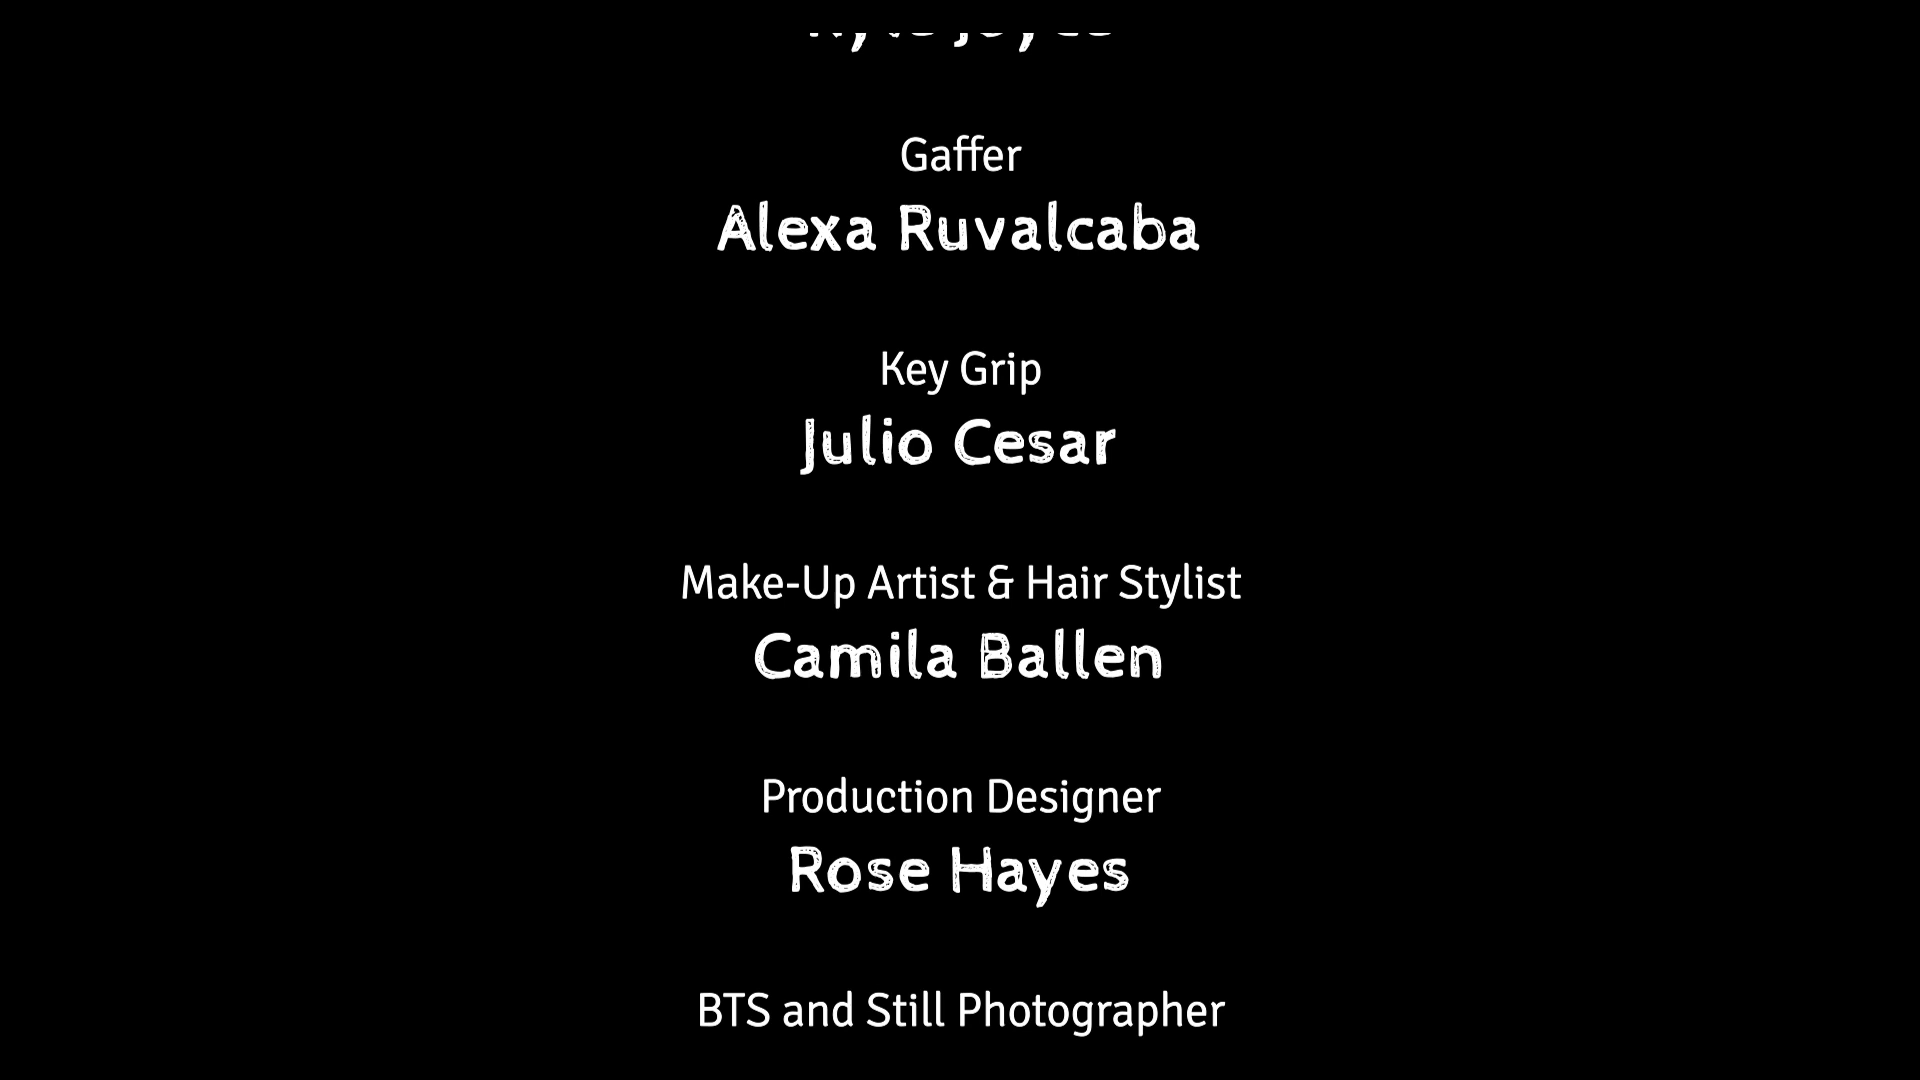 Gaffer
Alexa Ruvalcaba
Key Grip
Julio Cesar
Make-Up Artist & Hair Stylist
Camila Ballen
Production Designer
Rose Hayes
BTS and Still Photographer